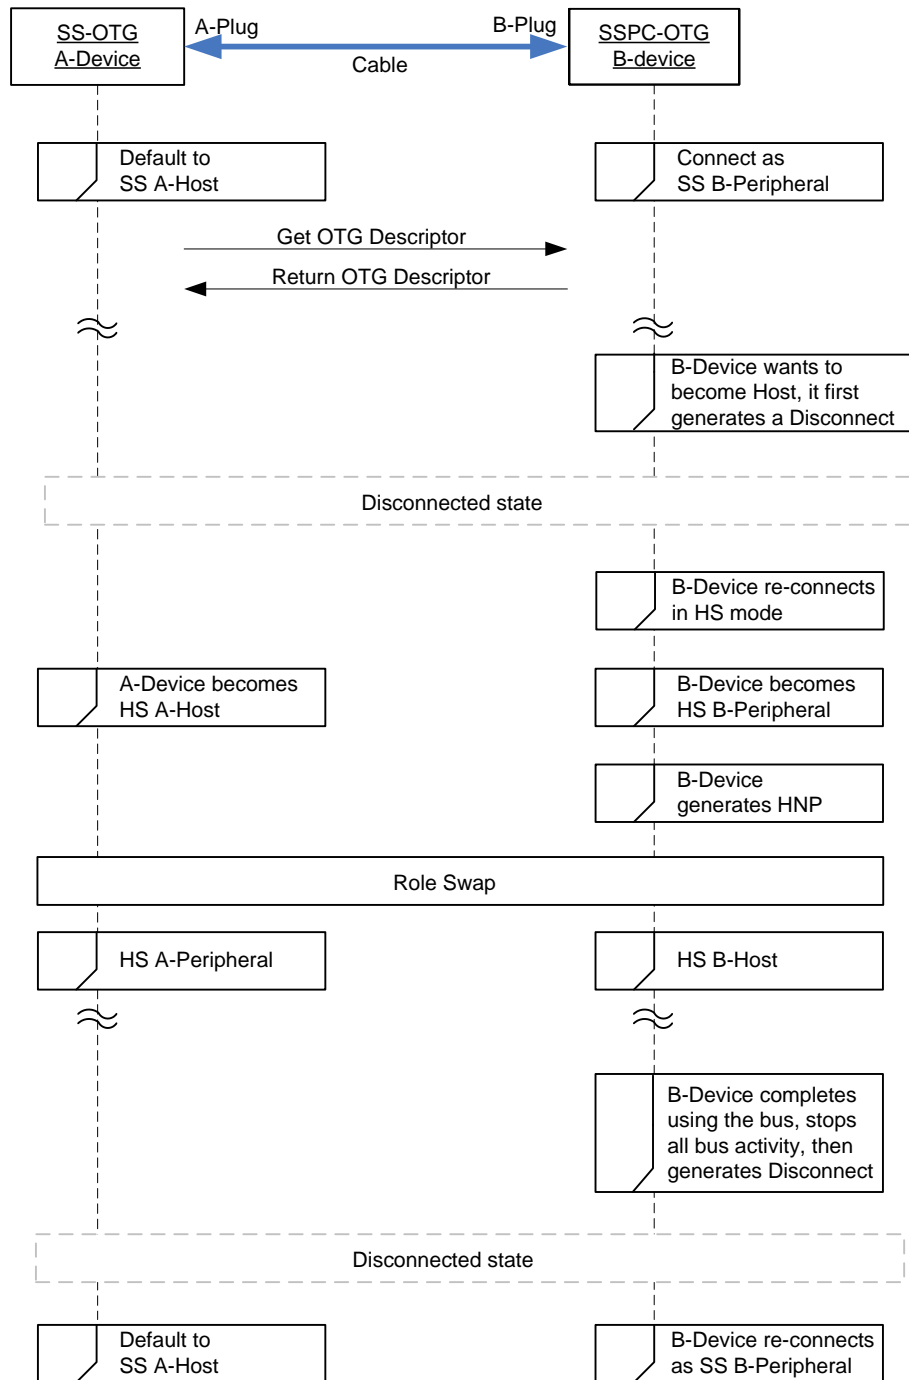 SS-OTG
A-Device
A-Plug
B-Plug
Cable
SSPC-OTG
B-device
Default to
SS A-Host
Connect as
SS B-Peripheral
Get OTG Descriptor
Return OTG Descriptor
B-Device wants to
become Host, it first
generates a Disconnect
Disconnected state
B-Device re-connects
in HS mode
A-Device becomes
HS A-Host
B-Device becomes
HS B-Peripheral
B-Device
generates HNP
Role Swap
HS A-Peripheral
HS B-Host
B-Device completes
using the bus, stops
all bus activity, then
generates Disconnect
Disconnected state
Default to
SS A-Host
B-Device re-connects
as SS B-Peripheral